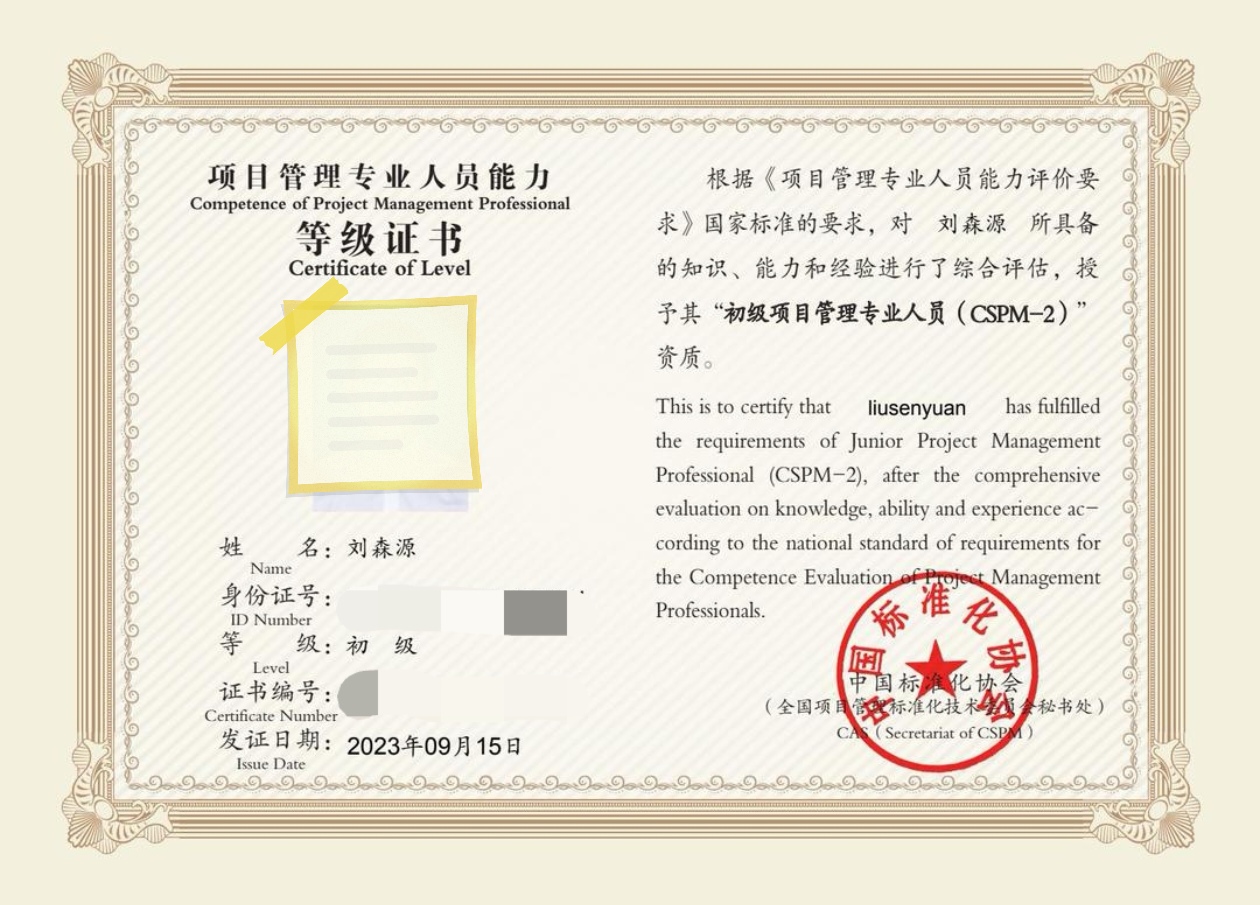 项目管理专业人员能力
Competence of Project Management Professional
等级证书
Certificate of Level
姓 名：刘森源
Name
身份证号：
ID Number
等 级：初 级
Level
证书编号：
Certificate Number
发证日期：2023年09月15日
Issue Date
根据《项目管理专业人员能力评价要
求》国家标准的要求，对 刘森源 所具备
的知识、能力和经验进行了综合评估，授
予其“初级项目管理专业人员（CSPM-2）”
资质。
This is to certify that liusenyuan has fulfilled
the requirements of Junior Project Management
Professional (CSPM-2), after the comprehensive
evaluation on knowledge, ability and experience ac-
cording to the national standard of requirements for
the Competence Evaluation of Project Management
Professionals.
中国标准化协会
中国标准化协会
（全国项目管理标准化技术委员会秘书处）
CAS（Secretariat of CSPM）